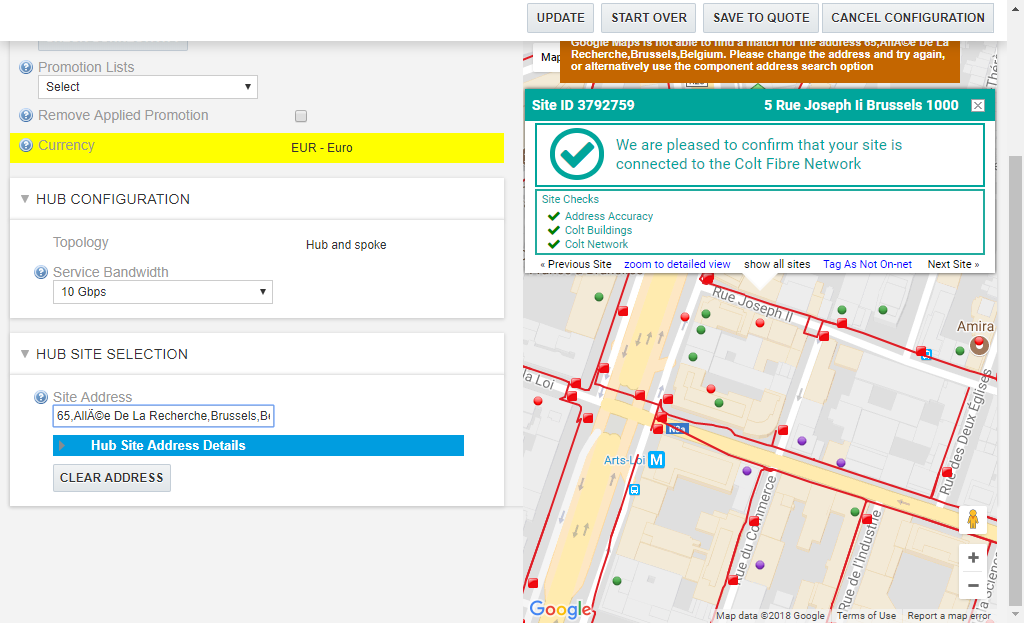 UPDATE
START OVER
SAVE TO QUOTE
CANCEL CONFIGURATION
Promotion Lists
Select
Remove Applied Promotion
Currency
EUR - Euro
HUB CONFIGURATION
Topology
Hub and spoke
Service Bandwidth
10 Gbps
HUB SITE SELECTION
Site Address
65,AllÃ©e De La Recherche,Brussels,Be
Hub Site Address Details
CLEAR ADDRESS
Map
Google Maps is not able to find a match for the address 65,AllÃ©e De La
Recherche,Brussels,Belgium. Please change the address and try again,
or alternatively use the component address search option
Site ID 3792759
5 Rue Joseph Ii Brussels 1000
We are pleased to confirm that your site is
connected to the Colt Fibre Network
Site Checks
Address Accuracy
Colt Buildings
Colt Network
« Previous Site
zoom to detailed view
show all sites
Tag As Not On-net
Next Site »
Rue Joseph II
Amira
la Loi
Rue des Deux Églises
Arts-Loi
M
Rue du Commerce
Rue de l'Industrie
Google
Map data ©2018 Google
Terms of Use
Report a map error